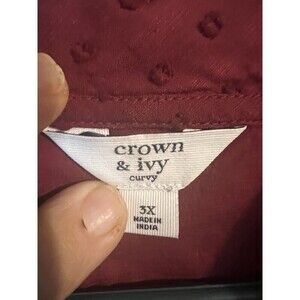 crown
& ivy
curvy
3X
MADE IN
INDIA